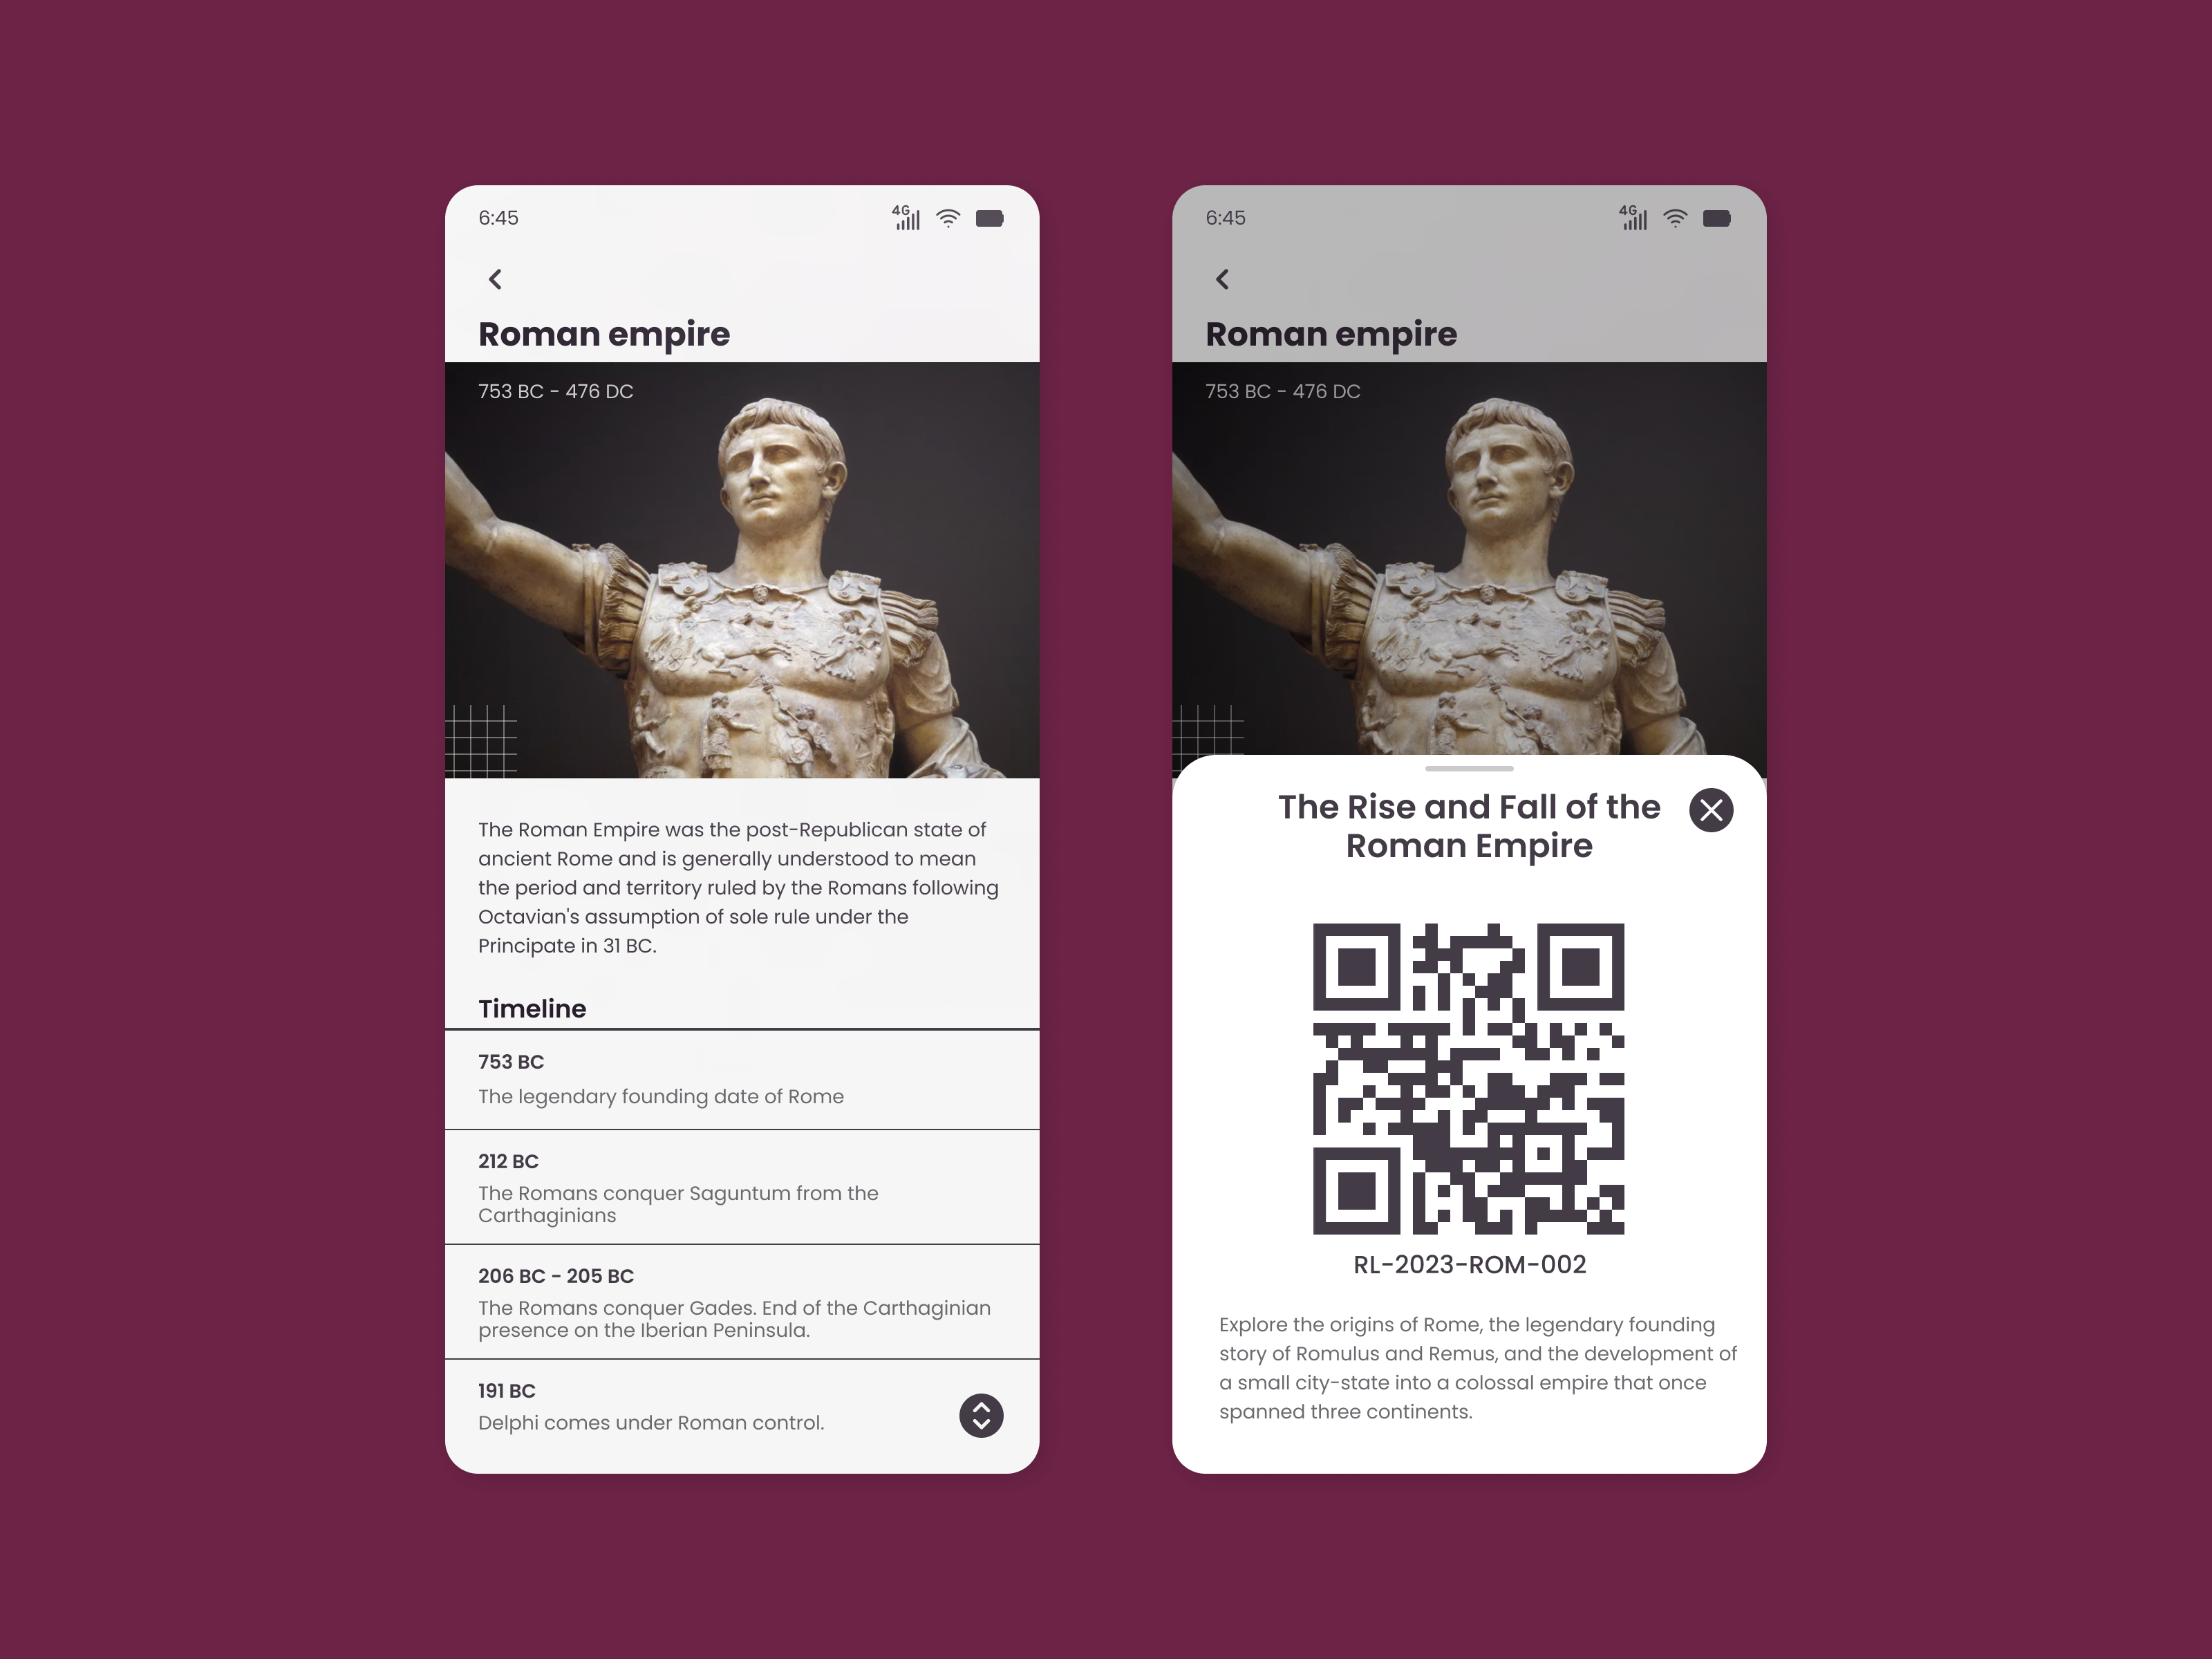 6:45
4G
Roman empire
753 BC - 476 DC
The Roman Empire was the post-Republican state of
ancient Rome and is generally understood to mean
the period and territory ruled by the Romans following
Octavian's assumption of sole rule under the
Principate in 31 BC.
Timeline
753 BC
The legendary founding date of Rome
212 BC
The Romans conquer Saguntum from the
Carthaginians
206 BC - 205 BC
The Romans conquer Gades. End of the Carthaginian
presence on the Iberian Peninsula.
191 BC
Delphi comes under Roman control.
6:45
4G
Roman empire
753 BC - 476 DC
The Rise and Fall of the
Roman Empire
RL-2023-ROM-002
Explore the origins of Rome, the legendary founding
story of Romulus and Remus, and the development of
a small city-state into a colossal empire that once
spanned three continents.